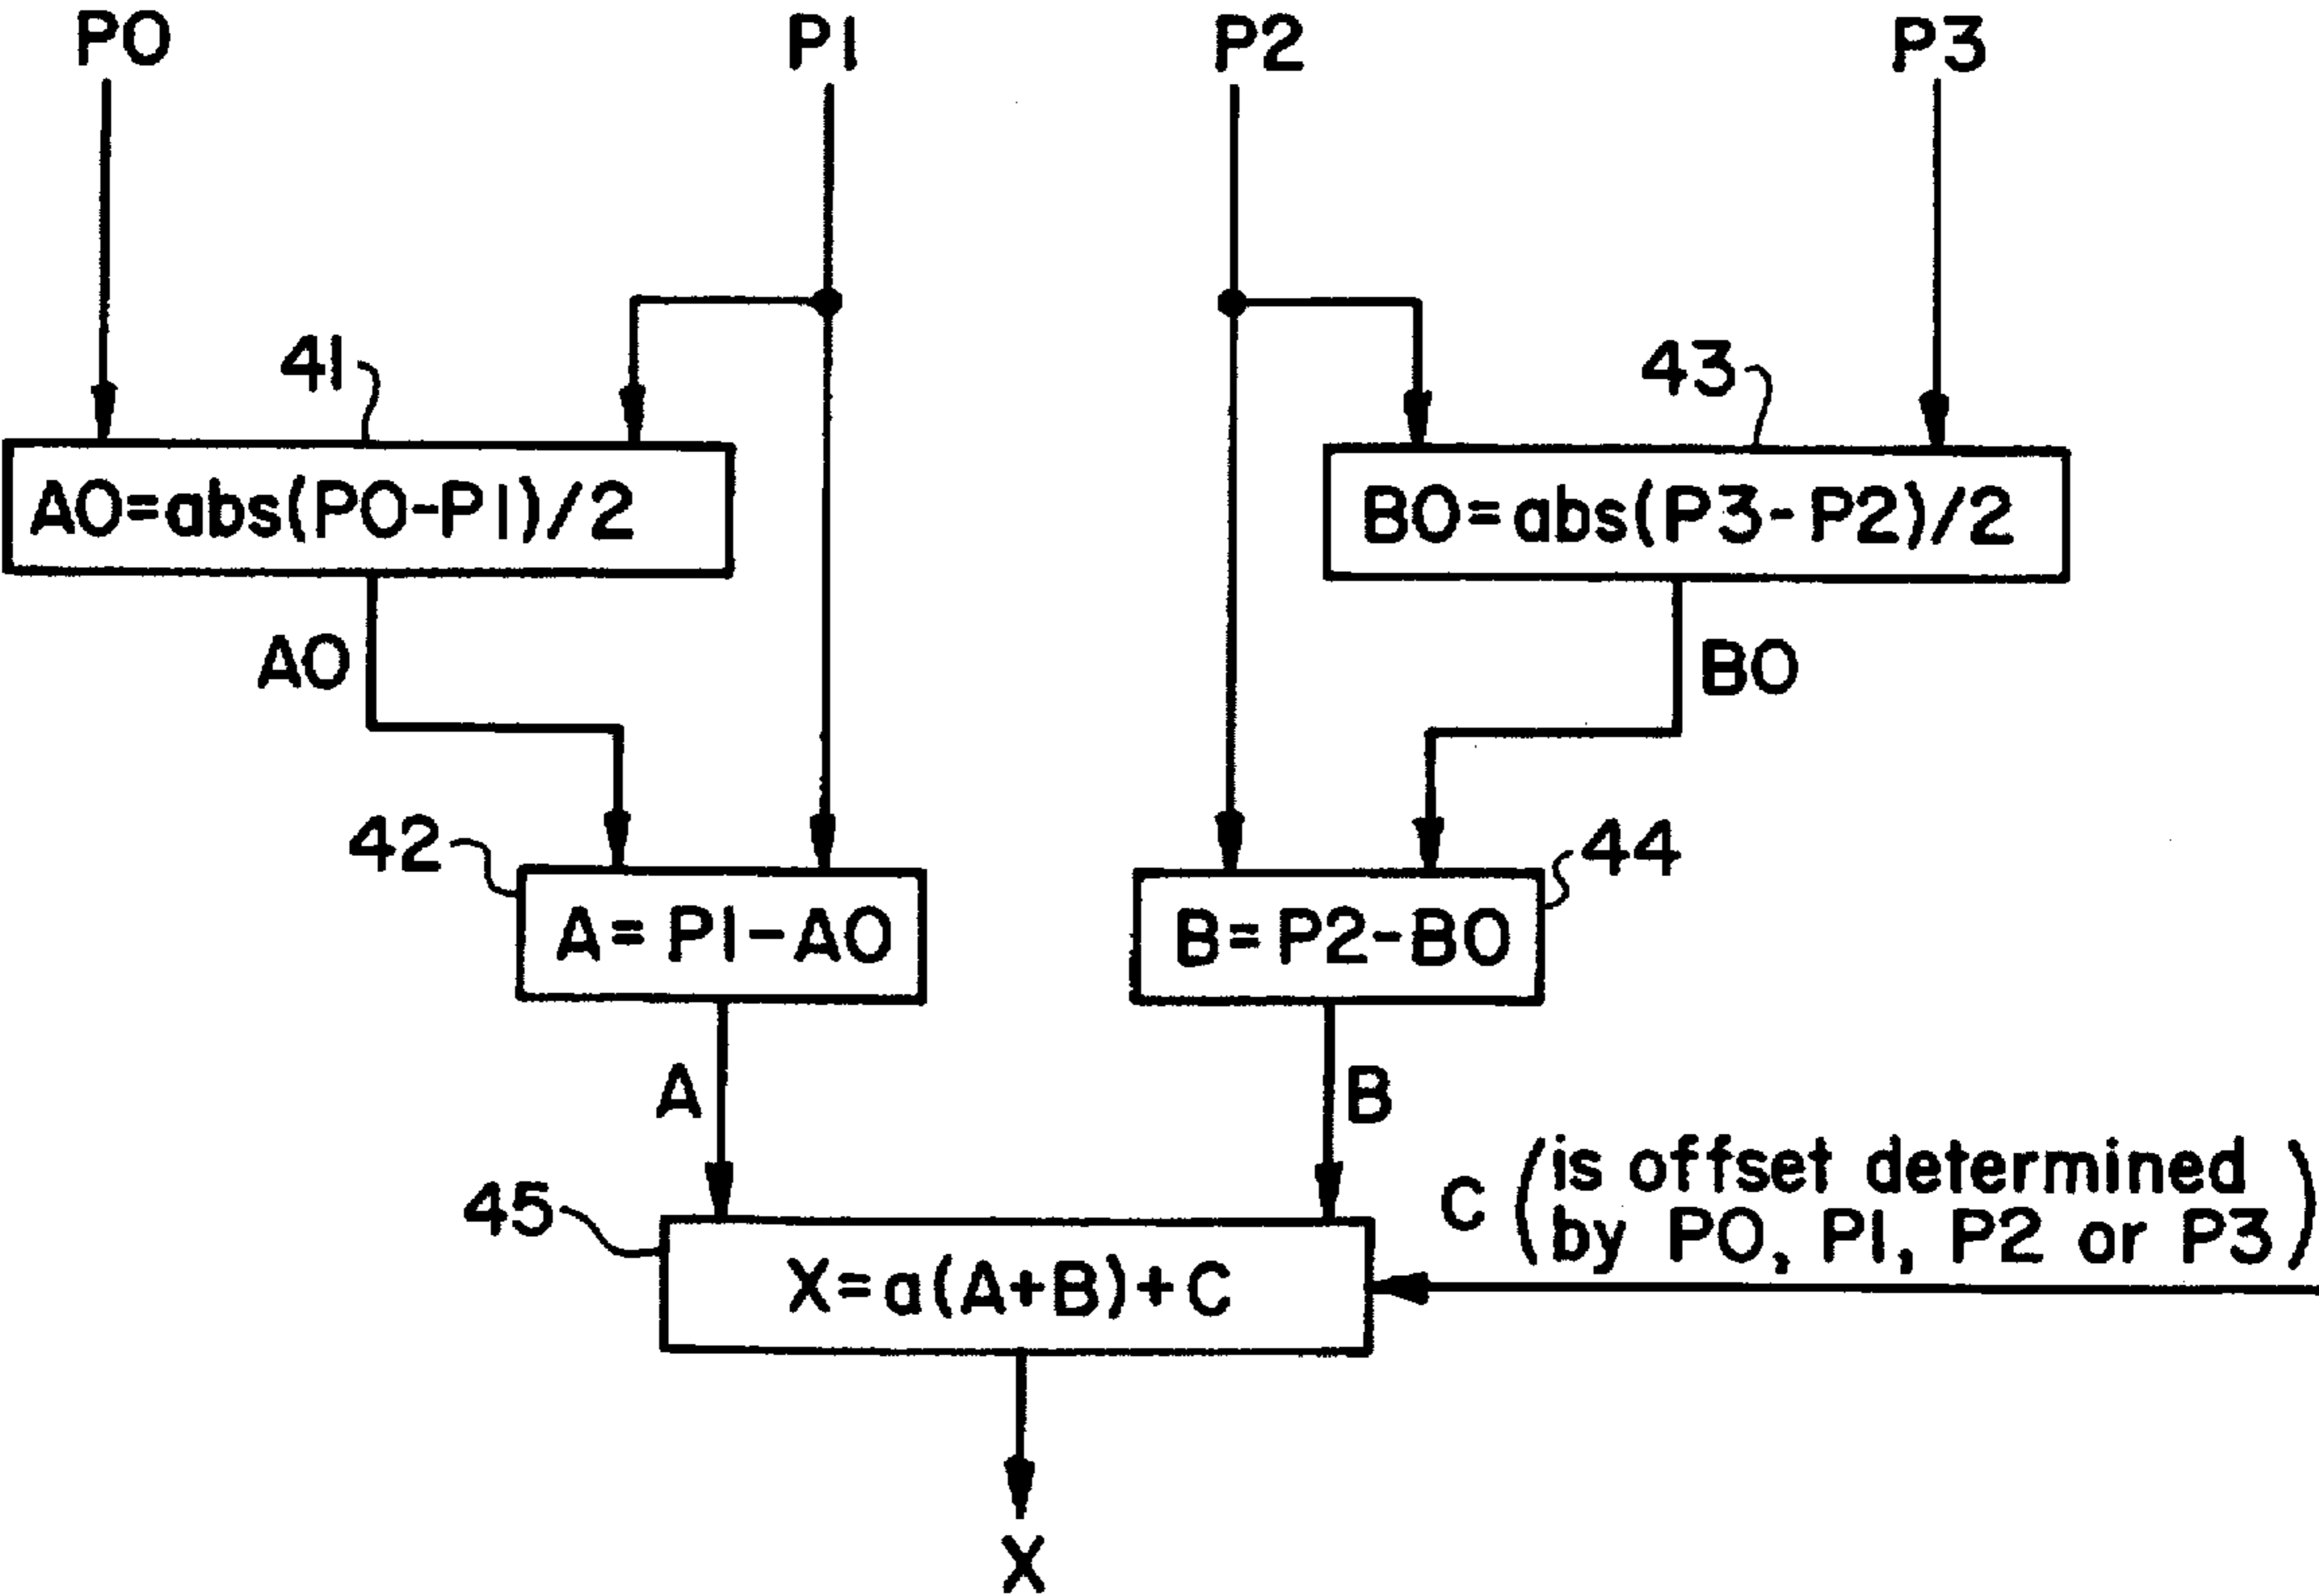 P0
P1
P2
P3
41
43
A0=abs(P0-P1)/2
B0=abs(P3-P2)/2
A0
B0
42
44
A=P1-A0
B=P2-B0
A
B
45
C (is offset determined
by P0, P1, P2 or P3)
X=a(A+B)+C
X